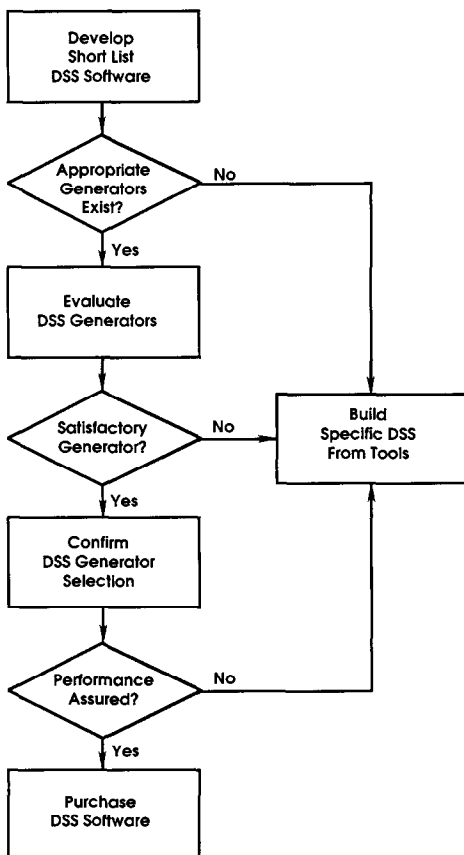 Develop
Short List
DSS Software
Appropriate
Generators
Exist?
No
Yes
Evaluate
DSS Generators
Satisfactory
Generator?
No
Build
Specific DSS
From Tools
Yes
Confirm
DSS Generator
Selection
Performance
Assured?
No
Yes
Purchase
DSS Software